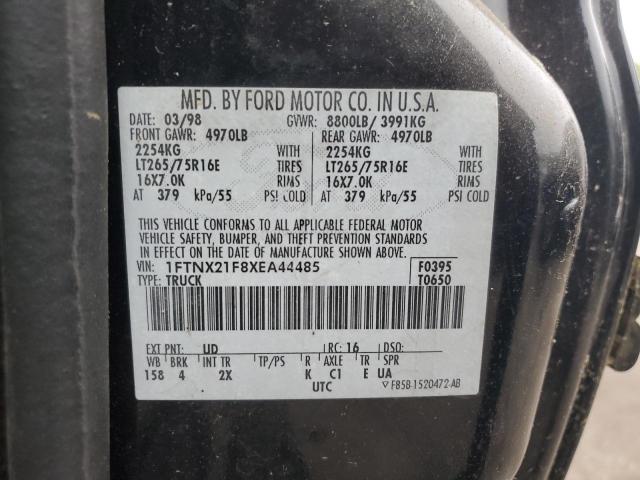 MFD. BY FORD MOTOR CO. IN U.S.A.
DATE: 03/98 GVWR: 8800LB/ 3991KG
FRONT GAWR: 4970LB REAR GAWR: 4970LB
2254KG WITH 2254KG WITH
LT265/75R16E TIRES LT265/75R16E TIRES
16X7.0K RIMS 16X7.0K RIMS
AT 379 kPa/55 PSI COLD AT 379 kPa/55 PSI COLD
THIS VEHICLE CONFORMS TO ALL APPLICABLE FEDERAL MOTOR
VEHICLE SAFETY, BUMPER, AND THEFT PREVENTION STANDARDS
IN EFFECT ON THE DATE OF MANUFACTURE SHOWN ABOVE.
VIN: 1FTNX21F8XEA44485 F0395
TYPE: TRUCK T0650
EXT PNT: UD RC: 16 DSO:
WB BRK INT TR TP/PS R AXLE TR SPR
158 4 2X K C1 E UA
UTC F85B-1520472-AB